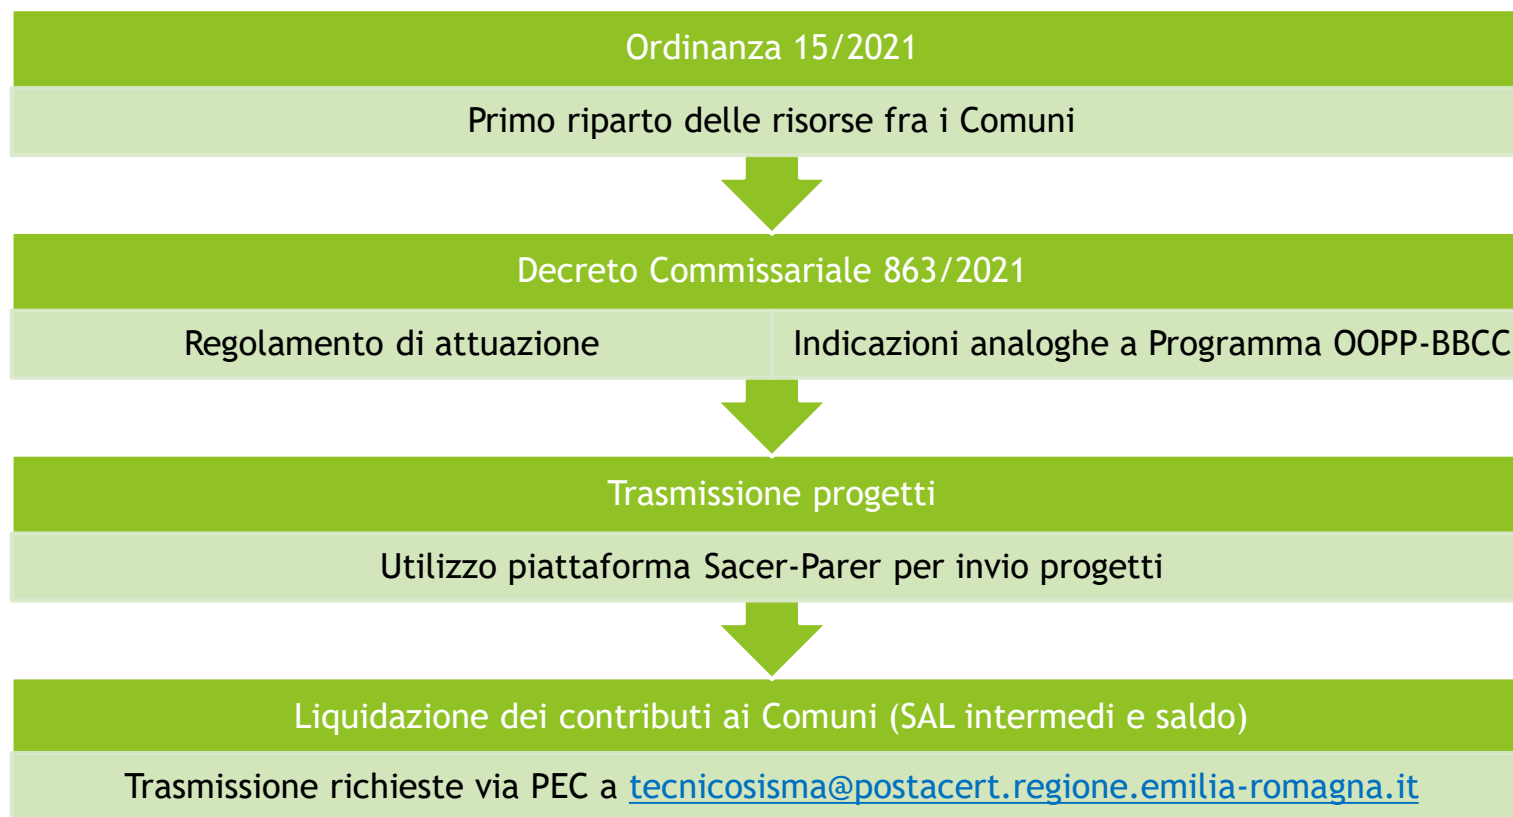 Ordinanza 15/2021
Primo riparto delle risorse fra i Comuni
Decreto Commissariale 863/2021
Regolamento di attuazione
Indicazioni analoghe a Programma OOPP-BBCC
Trasmissione progetti
Utilizzo piattaforma Sacer-Parer per invio progetti
Liquidazione dei contributi ai Comuni (SAL intermedi e saldo)
Trasmissione richieste via PEC a tecnicosisma@postacert.regione.emilia-romagna.it